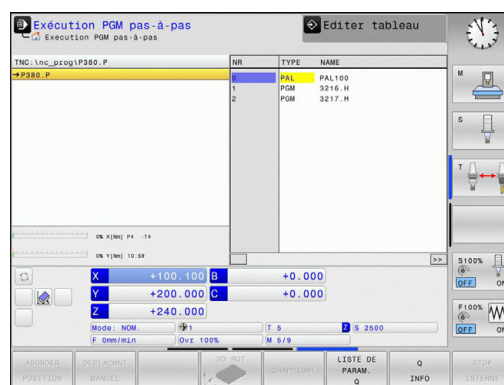 Exécution PGM pas-à-pas
Execution PGM pas-à-pas
Editer tableau
TNC:\nc_prog\P380.P
NR TYPE NAME
→P380.P
0 PAL PAL100
1 PGM 3216.H
2 PGM 3217.H
M
S
T
0% X[Nm] P4 -T4
0% Y[Nm] 10:59
>>
S100%
OFF ON
X +100.100 B +0.000
Y +200.000 C +0.000
Z +240.000
Mode: NOM. 1 T 5 Z S 2500
F 0mm/min Ovr 100% M 5/9
F100%
OFF ON
ABORDER POSITION
DEPLACMNT MANUEL
3D ROT
LISTE DE PARAM. Q
Q INFO
STOP INTERNE